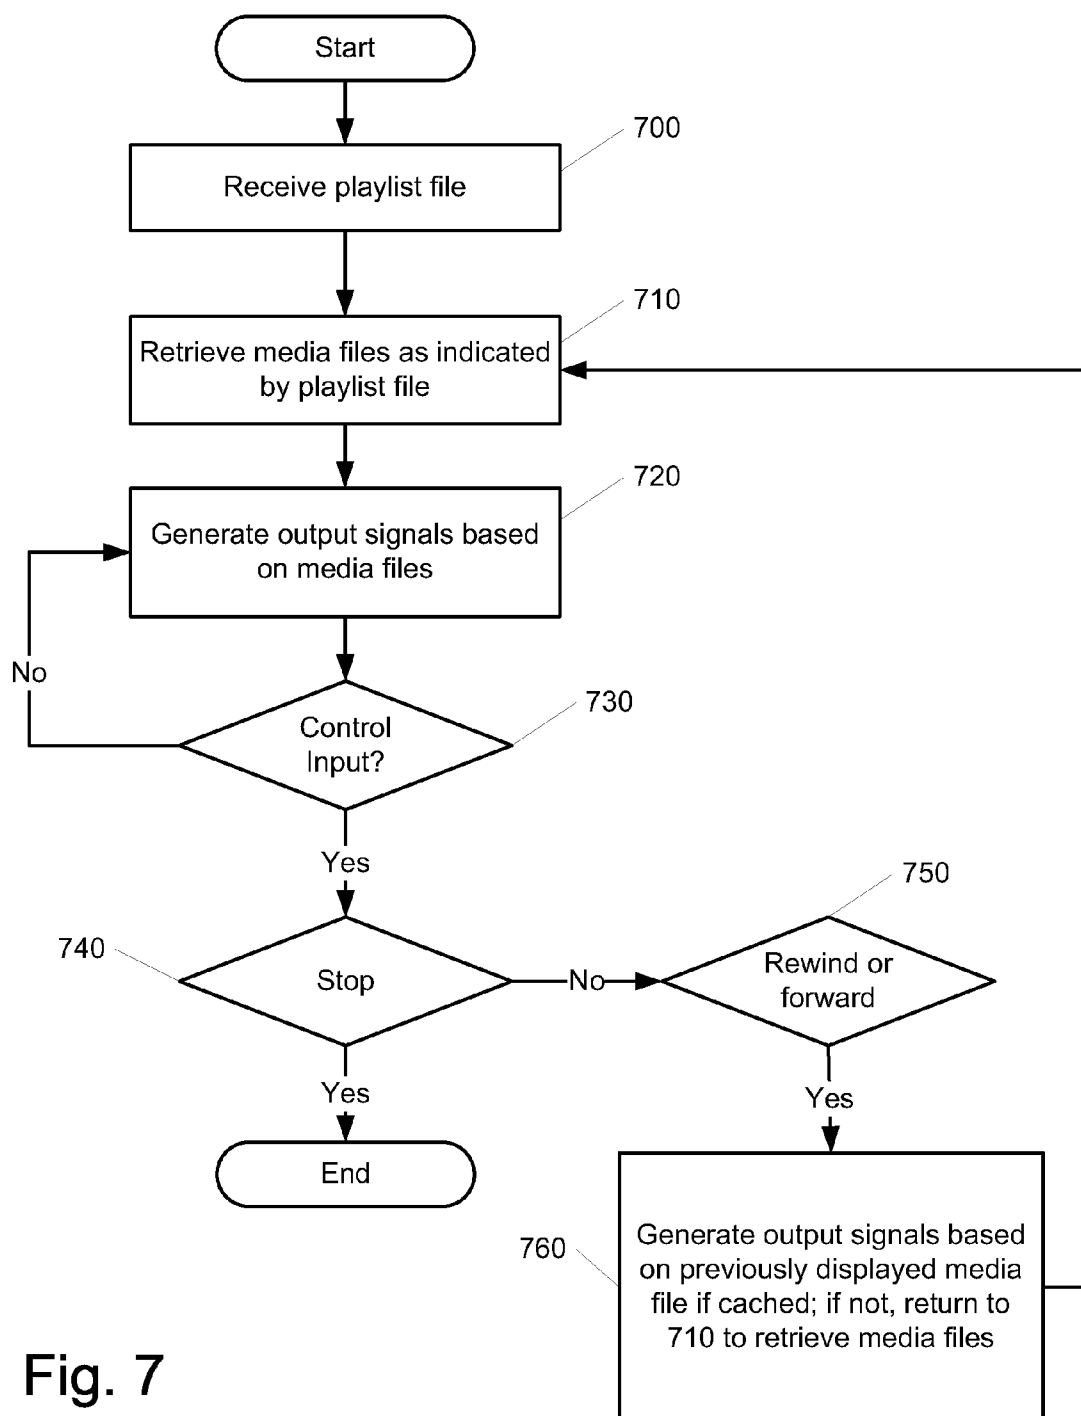 Start
700
Receive playlist file
710
Retrieve media files as indicated
by playlist file
720
Generate output signals based
on media files
No
730
Control
Input?
Yes
750
740
Stop
No
Rewind or
forward
Yes
Yes
End
760
Generate output signals based
on previously displayed media
file if cached; if not, return to
710 to retrieve media files
Fig. 7